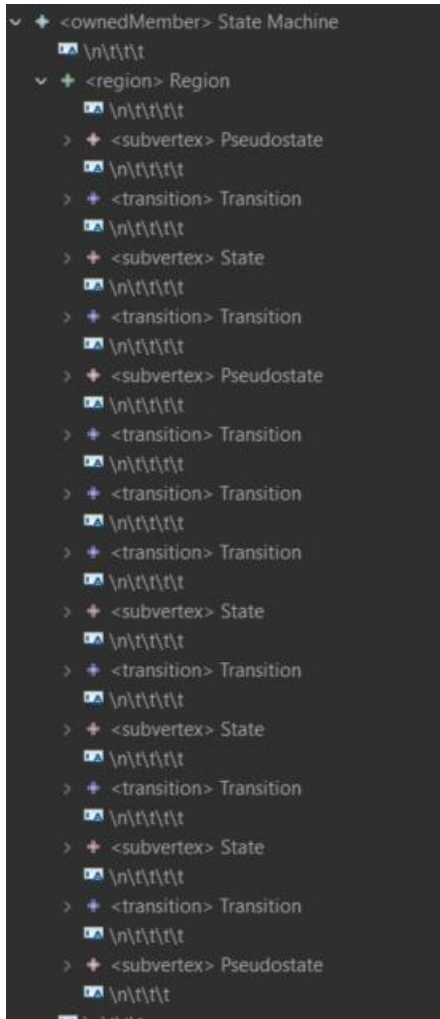 <ownedMember> State Machine
\n\t\t\t
<region> Region
\n\t\t\t\t
<subvertex> Pseudostate
\n\t\t\t\t
<transition> Transition
\n\t\t\t\t
<subvertex> State
\n\t\t\t\t
<transition> Transition
\n\t\t\t\t
<subvertex> Pseudostate
\n\t\t\t\t
<transition> Transition
\n\t\t\t\t
<transition> Transition
\n\t\t\t\t
<transition> Transition
\n\t\t\t\t
<subvertex> State
\n\t\t\t\t
<transition> Transition
\n\t\t\t\t
<subvertex> State
\n\t\t\t\t
<transition> Transition
\n\t\t\t\t
<subvertex> State
\n\t\t\t\t
<transition> Transition
\n\t\t\t\t
<subvertex> Pseudostate
\n\t\t\t